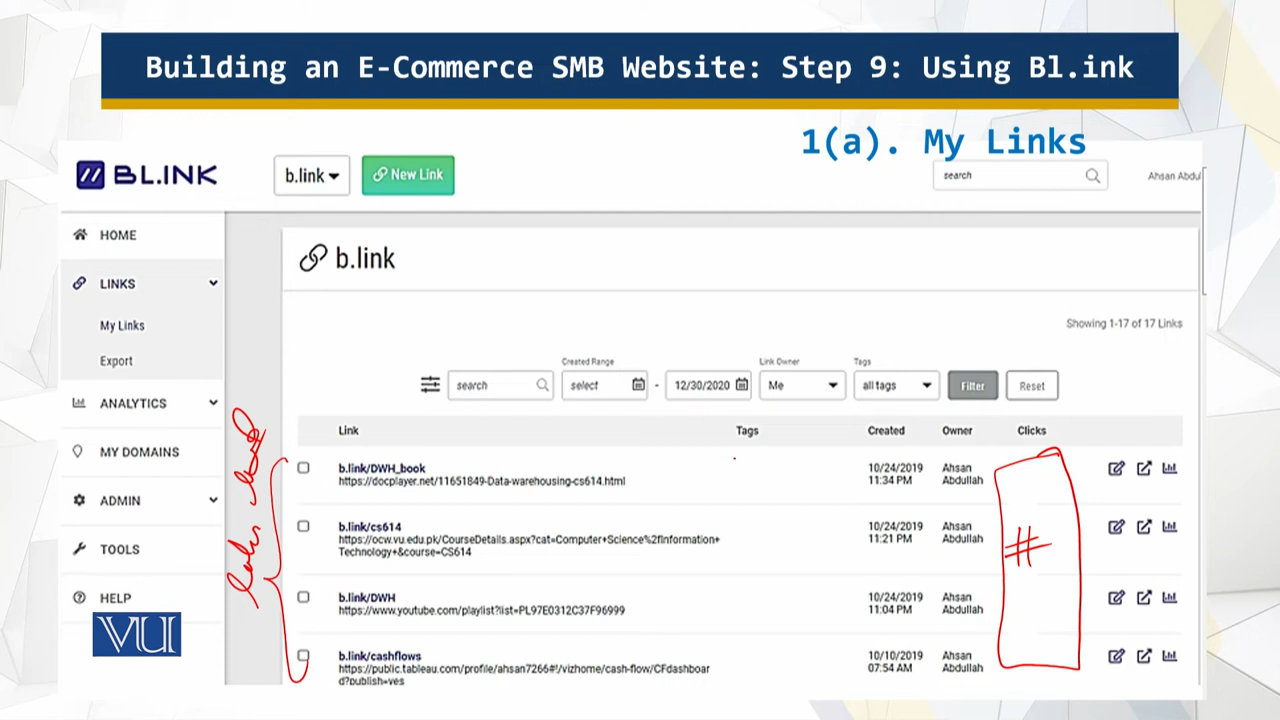 Building an E-Commerce SMB Website: Step 9: Using Bl.ink
1(a). My Links
BL.INK
b.link
New Link
search
Ahsan Abdul
HOME
LINKS
My Links
Export
ANALYTICS
MY DOMAINS
ADMIN
TOOLS
HELP
VU
b.link
Showing 1-17 of 17 Links
Created Range
Link Owner
Tags
search
select
-
12/30/2020
Me
all tags
Filter
Reset
Link
Tags
Created
Owner
Clicks
b.link/DWH_book
https://docplayer.net/11651849-Data-warehousing-cs614.html
10/24/2019
11:34 PM
Ahsan
Abdullah
b.link/cs614
https://ocw.vu.edu.pk/CourseDetails.aspx?cat=Computer+Science%2fInformation+
Technology+&course=CS614
10/24/2019
11:21 PM
Ahsan
Abdullah
#
b.link/DWH
https://www.youtube.com/playlist?list=PL97E0312C37F96999
10/24/2019
11:04 PM
Ahsan
Abdullah
b.link/cashflows
https://public.tableau.com/profile/ahsan7266#!/vizhome/cash-flow/CFdashboar
d?publish=yes
10/10/2019
07:54 AM
Ahsan
Abdullah